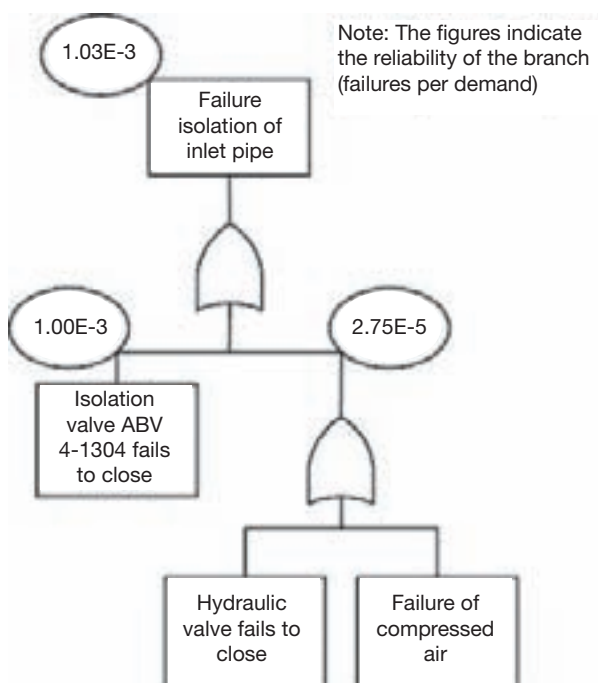 1.03E-3
Note: The figures indicate
the reliability of the branch
(failures per demand)
Failure
isolation of
inlet pipe
1.00E-3
2.75E-5
Isolation
valve ABV
4-1304 fails
to close
Hydraulic
valve fails to
close
Failure of
compressed
air